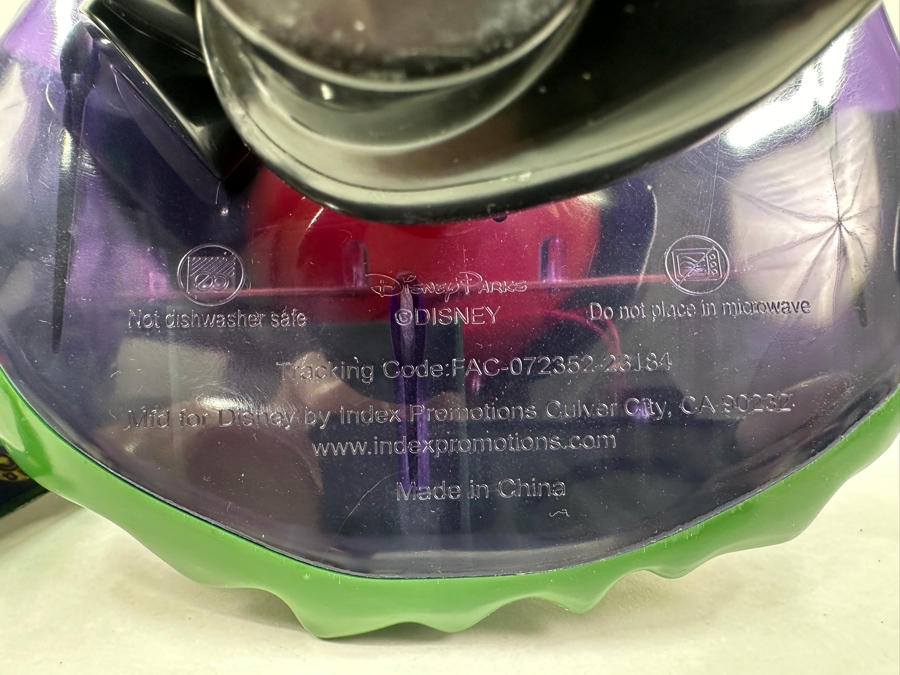 Disney Parks
Not dishwasher safe
©DISNEY
Do not place in microwave
Tracking Code:FAC-072352-23184
Mfd for Disney by Index Promotions Culver City, CA 90232
www.indexpromotions.com
Made in China